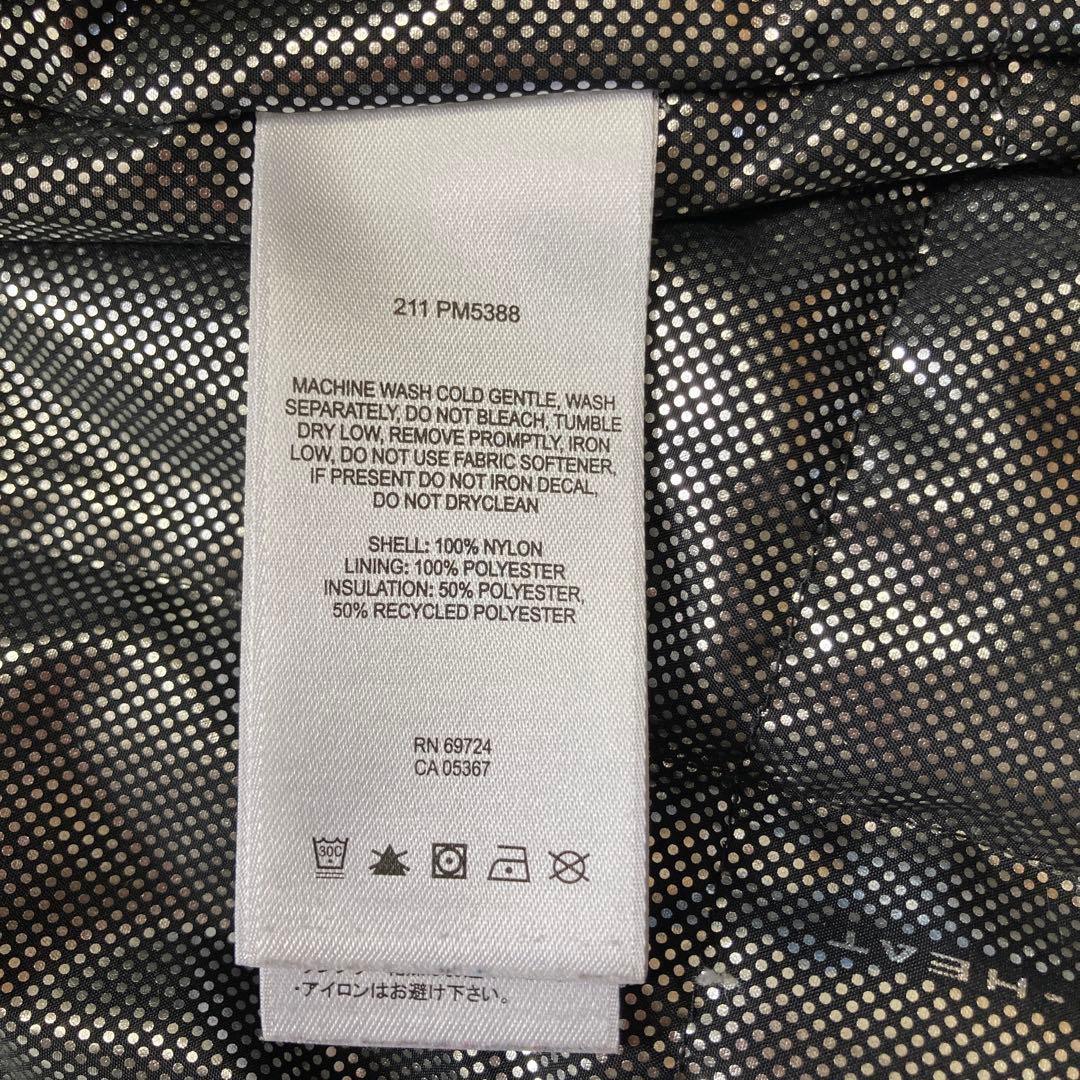 211 PM5388
MACHINE WASH COLD GENTLE, WASH
SEPARATELY, DO NOT BLEACH, TUMBLE
DRY LOW, REMOVE PROMPTLY, IRON
LOW, DO NOT USE FABRIC SOFTENER,
IF PRESENT DO NOT IRON DECAL,
DO NOT DRYCLEAN
SHELL: 100% NYLON
LINING: 100% POLYESTER
INSULATION: 50% POLYESTER,
50% RECYCLED POLYESTER
RN 69724
CA 05367
30C
・アイロンはお避け下さい。
HEAT